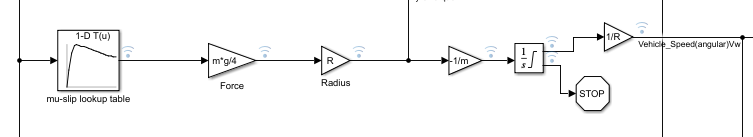 1-D T(u)
mu-slip lookup table
m*g/4
Force
R
Radius
-1/m
1
s
STOP
1/R
Vehicle_Speed(angular)Vw